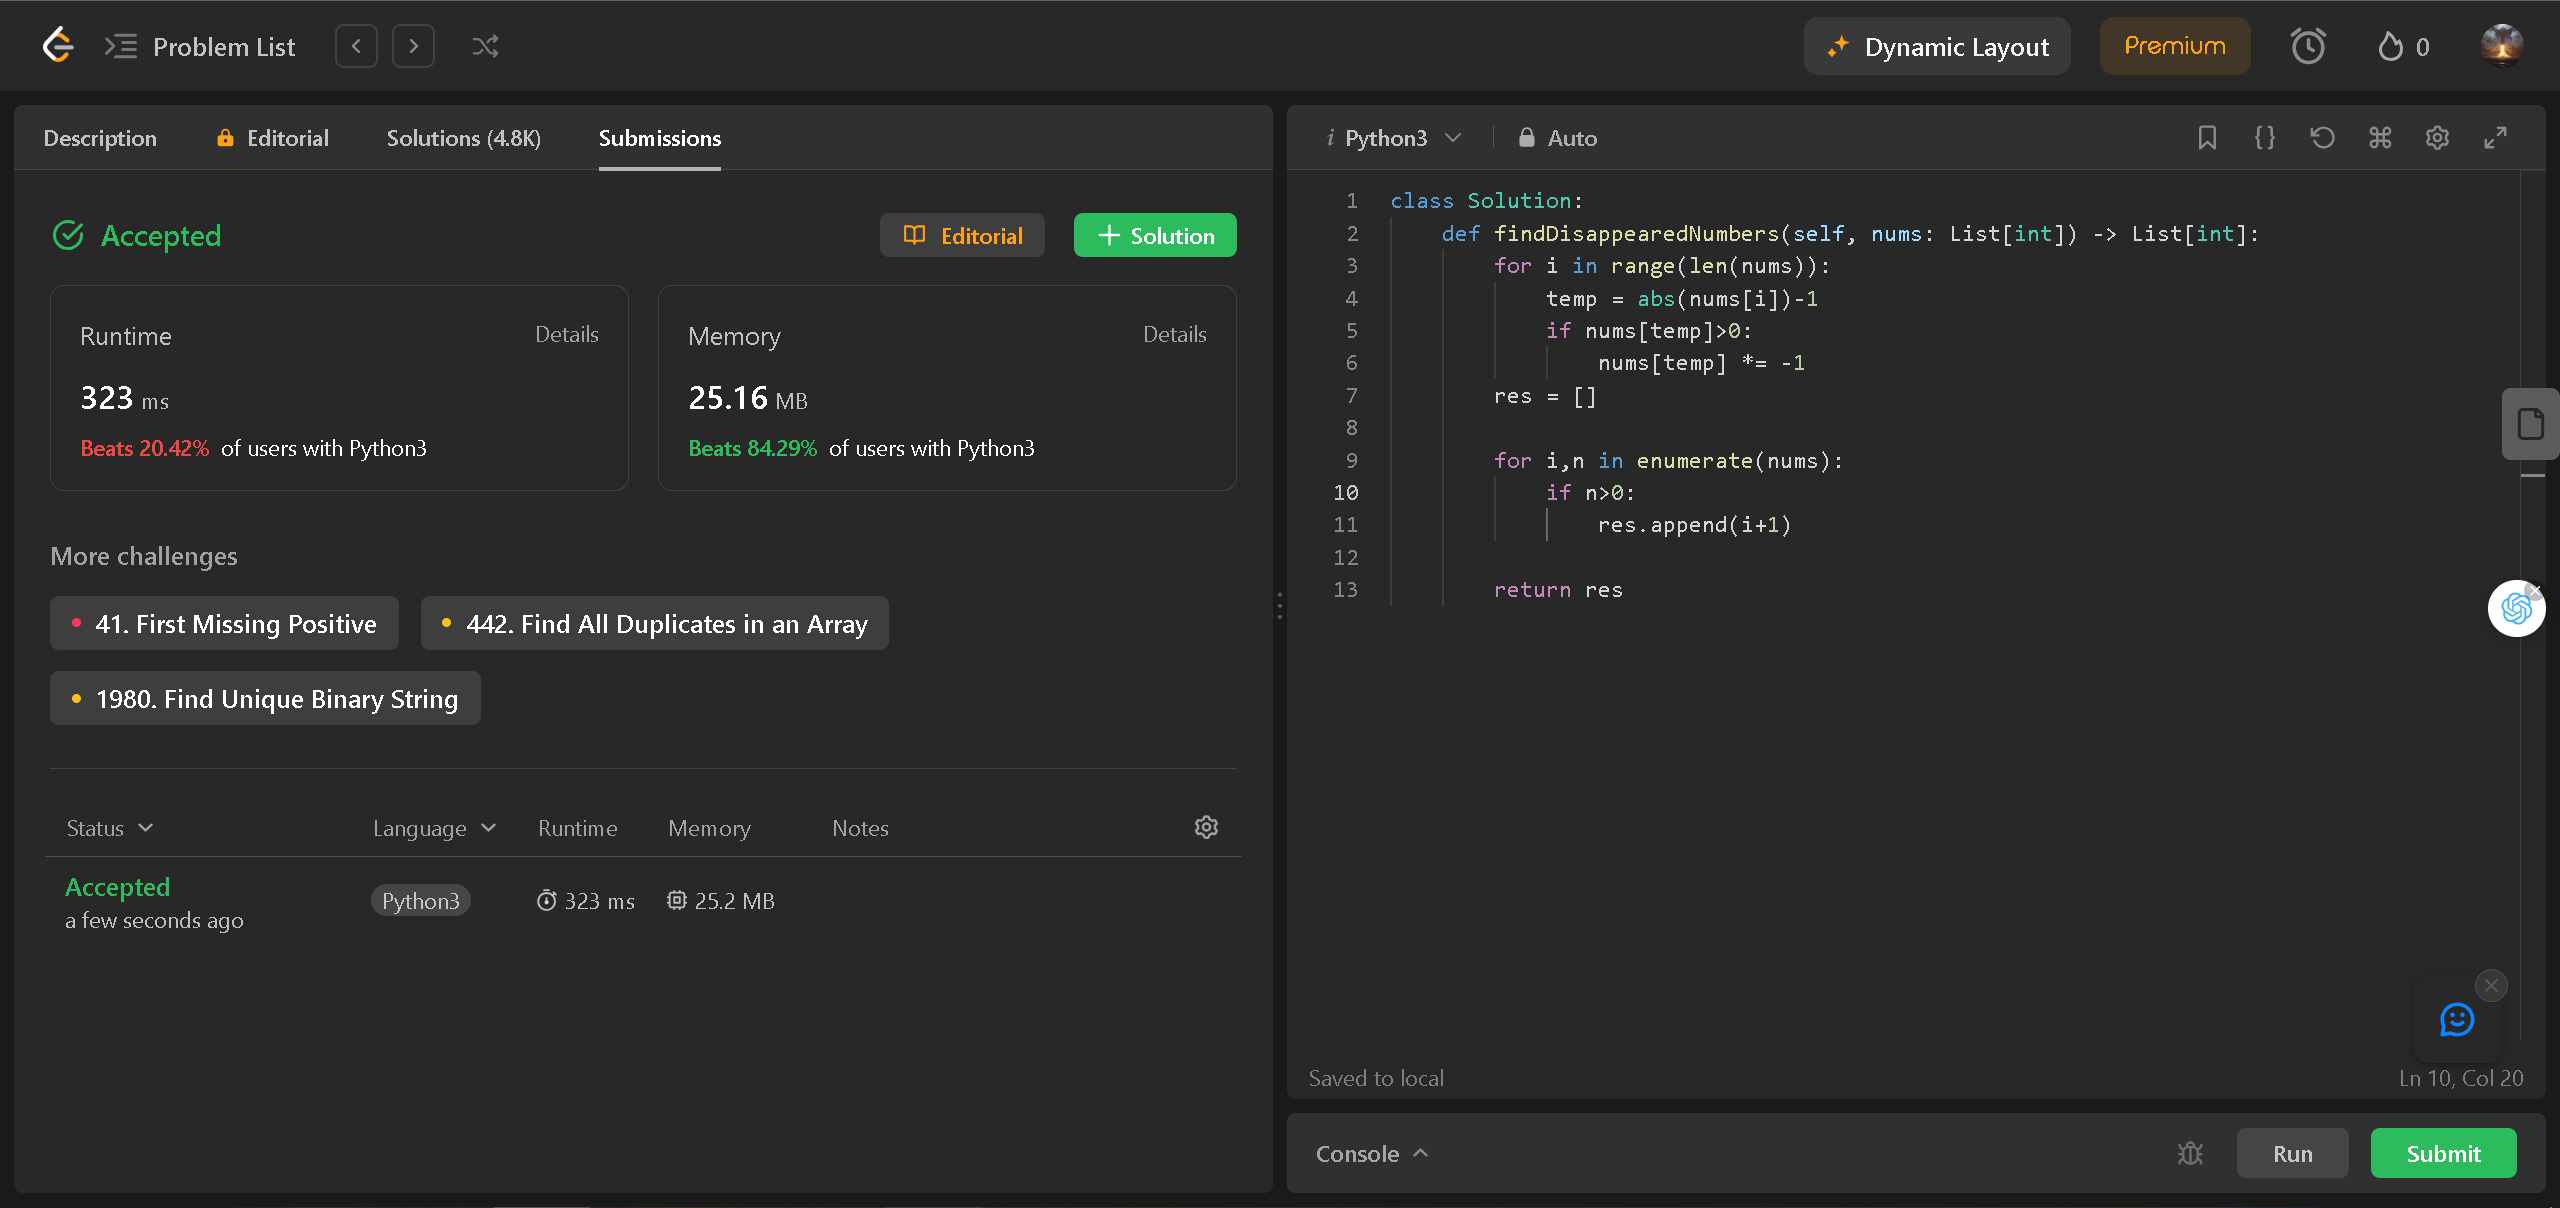 Problem List
Dynamic Layout
Premium
0
Description
Editorial
Solutions (4.8K)
Submissions
Accepted
Editorial
Solution
Runtime
Details
323 ms
Beats 20.42% of users with Python3
Memory
Details
25.16 MB
Beats 84.29% of users with Python3
More challenges
41. First Missing Positive
442. Find All Duplicates in an Array
1980. Find Unique Binary String
Status
Language
Runtime
Memory
Notes
Accepted
a few seconds ago
Python3
323 ms
25.2 MB
i Python3
Auto
1 class Solution:
2     def findDisappearedNumbers(self, nums: List[int]) -> List[int]:
3         for i in range(len(nums)):
4             temp = abs(nums[i])-1
5             if nums[temp]>0:
6                 nums[temp] *= -1
7         res = []
8
9         for i,n in enumerate(nums):
10             if n>0:
11                 res.append(i+1)
12
13         return res
Saved to local
Ln 10, Col 20
Console
Run
Submit